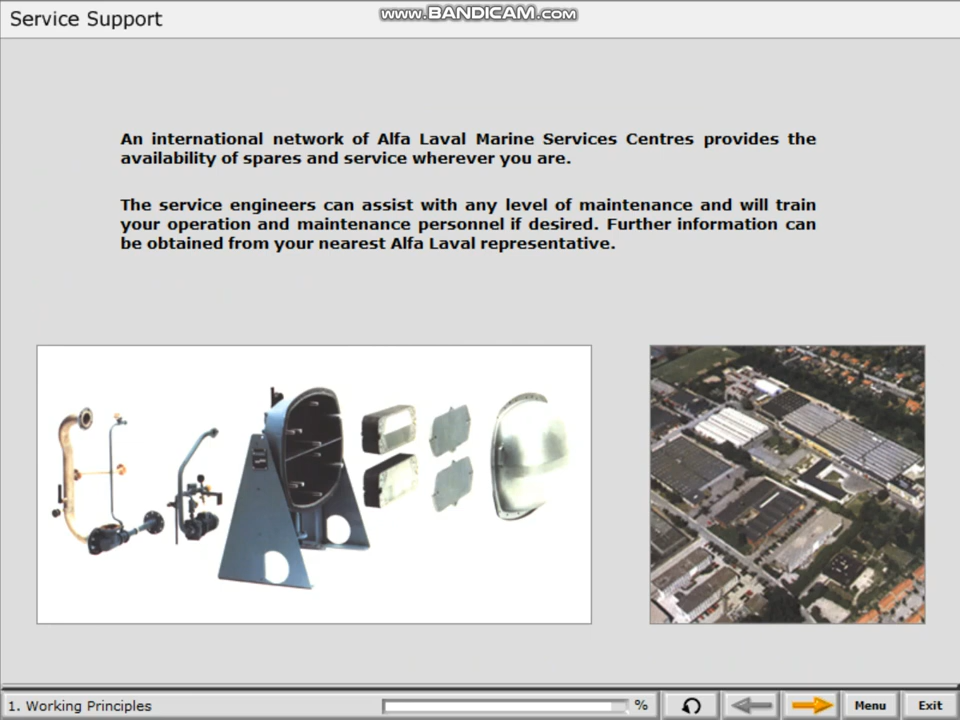 Service Support
www.BANDICAM.com
An international network of Alfa Laval Marine Services Centres provides the
availability of spares and service wherever you are.
The service engineers can assist with any level of maintenance and will train
your operation and maintenance personnel if desired. Further information can
be obtained from your nearest Alfa Laval representative.
1. Working Principles
%
Menu
Exit